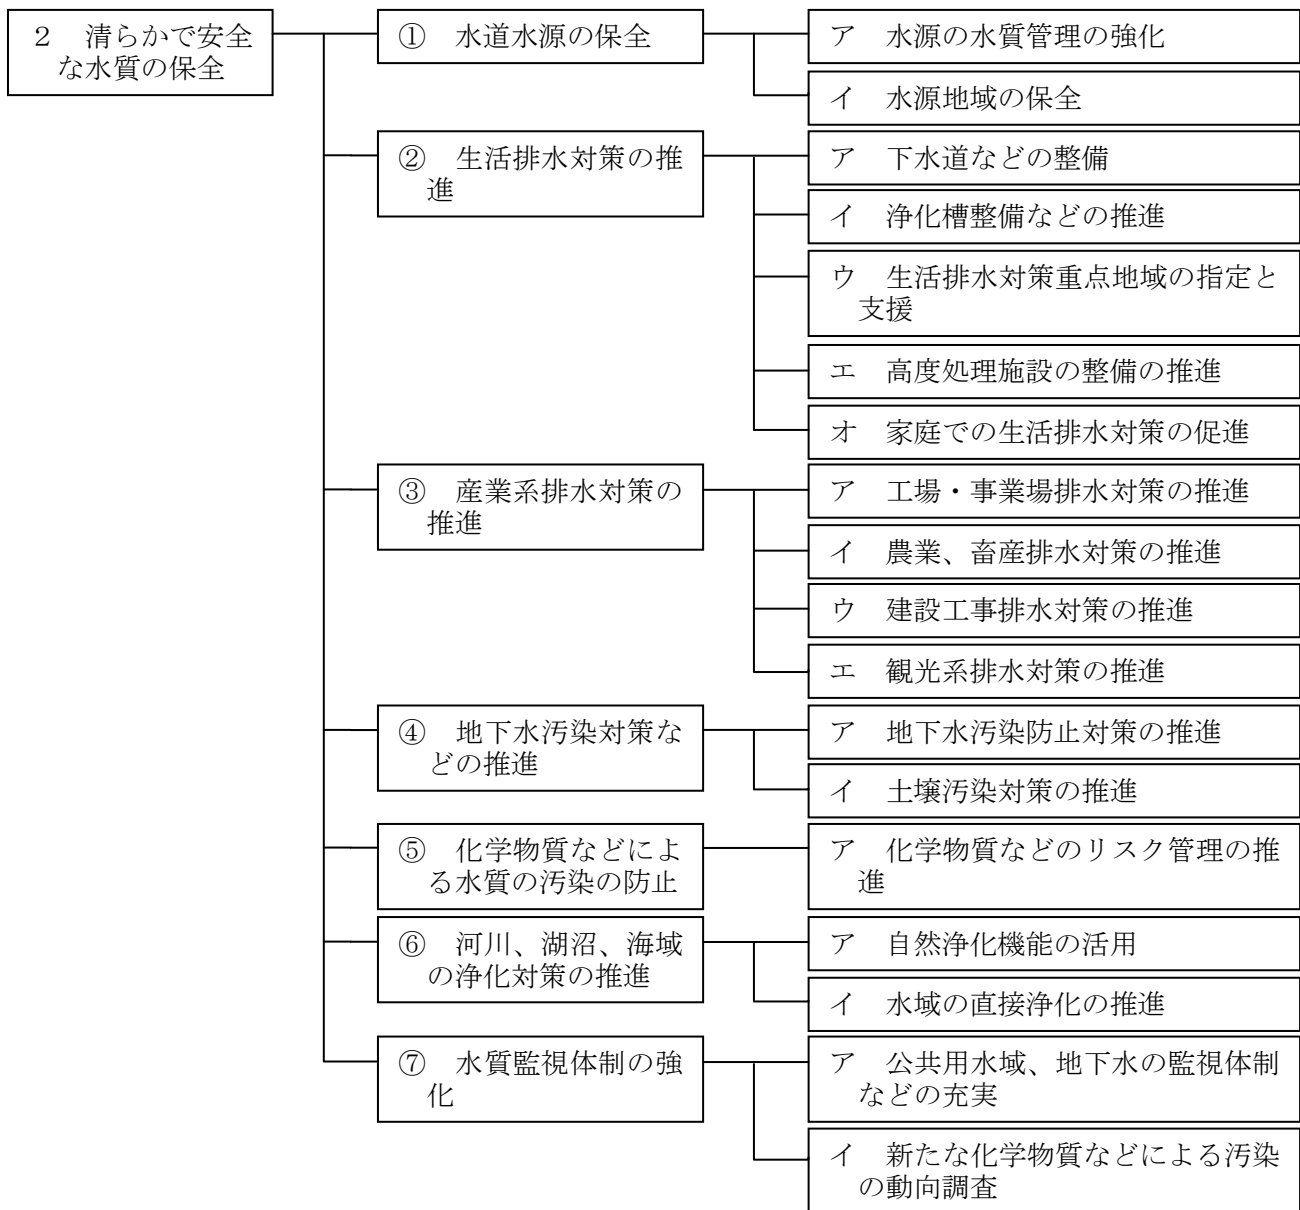 ２　清らかで安全
な水質の保全
①　水道水源の保全
ア　水源の水質管理の強化
イ　水源地域の保全
②　生活排水対策の推
進
ア　下水道などの整備
イ　浄化槽整備などの推進
ウ　生活排水対策重点地域の指定と
支援
エ　高度処理施設の整備の推進
オ　家庭での生活排水対策の促進
③　産業系排水対策の
推進
ア　工場・事業場排水対策の推進
イ　農業、畜産排水対策の推進
ウ　建設工事排水対策の推進
エ　観光系排水対策の推進
④　地下水汚染対策な
どの推進
ア　地下水汚染防止対策の推進
イ　土壌汚染対策の推進
⑤　化学物質などによ
る水質の汚染の防止
ア　化学物質などのリスク管理の推
進
⑥　河川、湖沼、海域
の浄化対策の推進
ア　自然浄化機能の活用
イ　水域の直接浄化の推進
⑦　水質監視体制の強
化
ア　公共用水域、地下水の監視体制
などの充実
イ　新たな化学物質などによる汚染
の動向調査